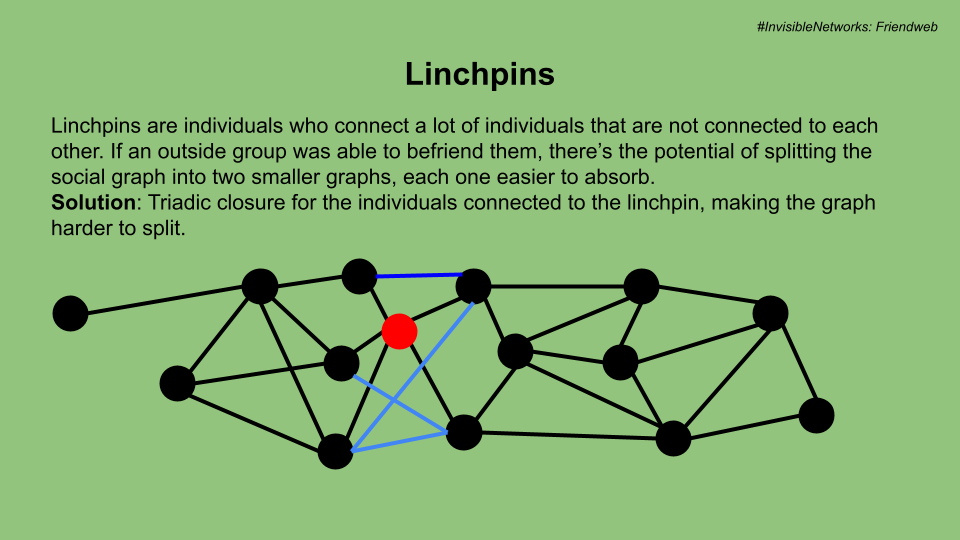 #InvisibleNetworks: Friendweb
Linchpins
Linchpins are individuals who connect a lot of individuals that are not connected to each
other. If an outside group was able to befriend them, there’s the potential of splitting the
social graph into two smaller graphs, each one easier to absorb.
Solution: Triadic closure for the individuals connected to the linchpin, making the graph
harder to split.